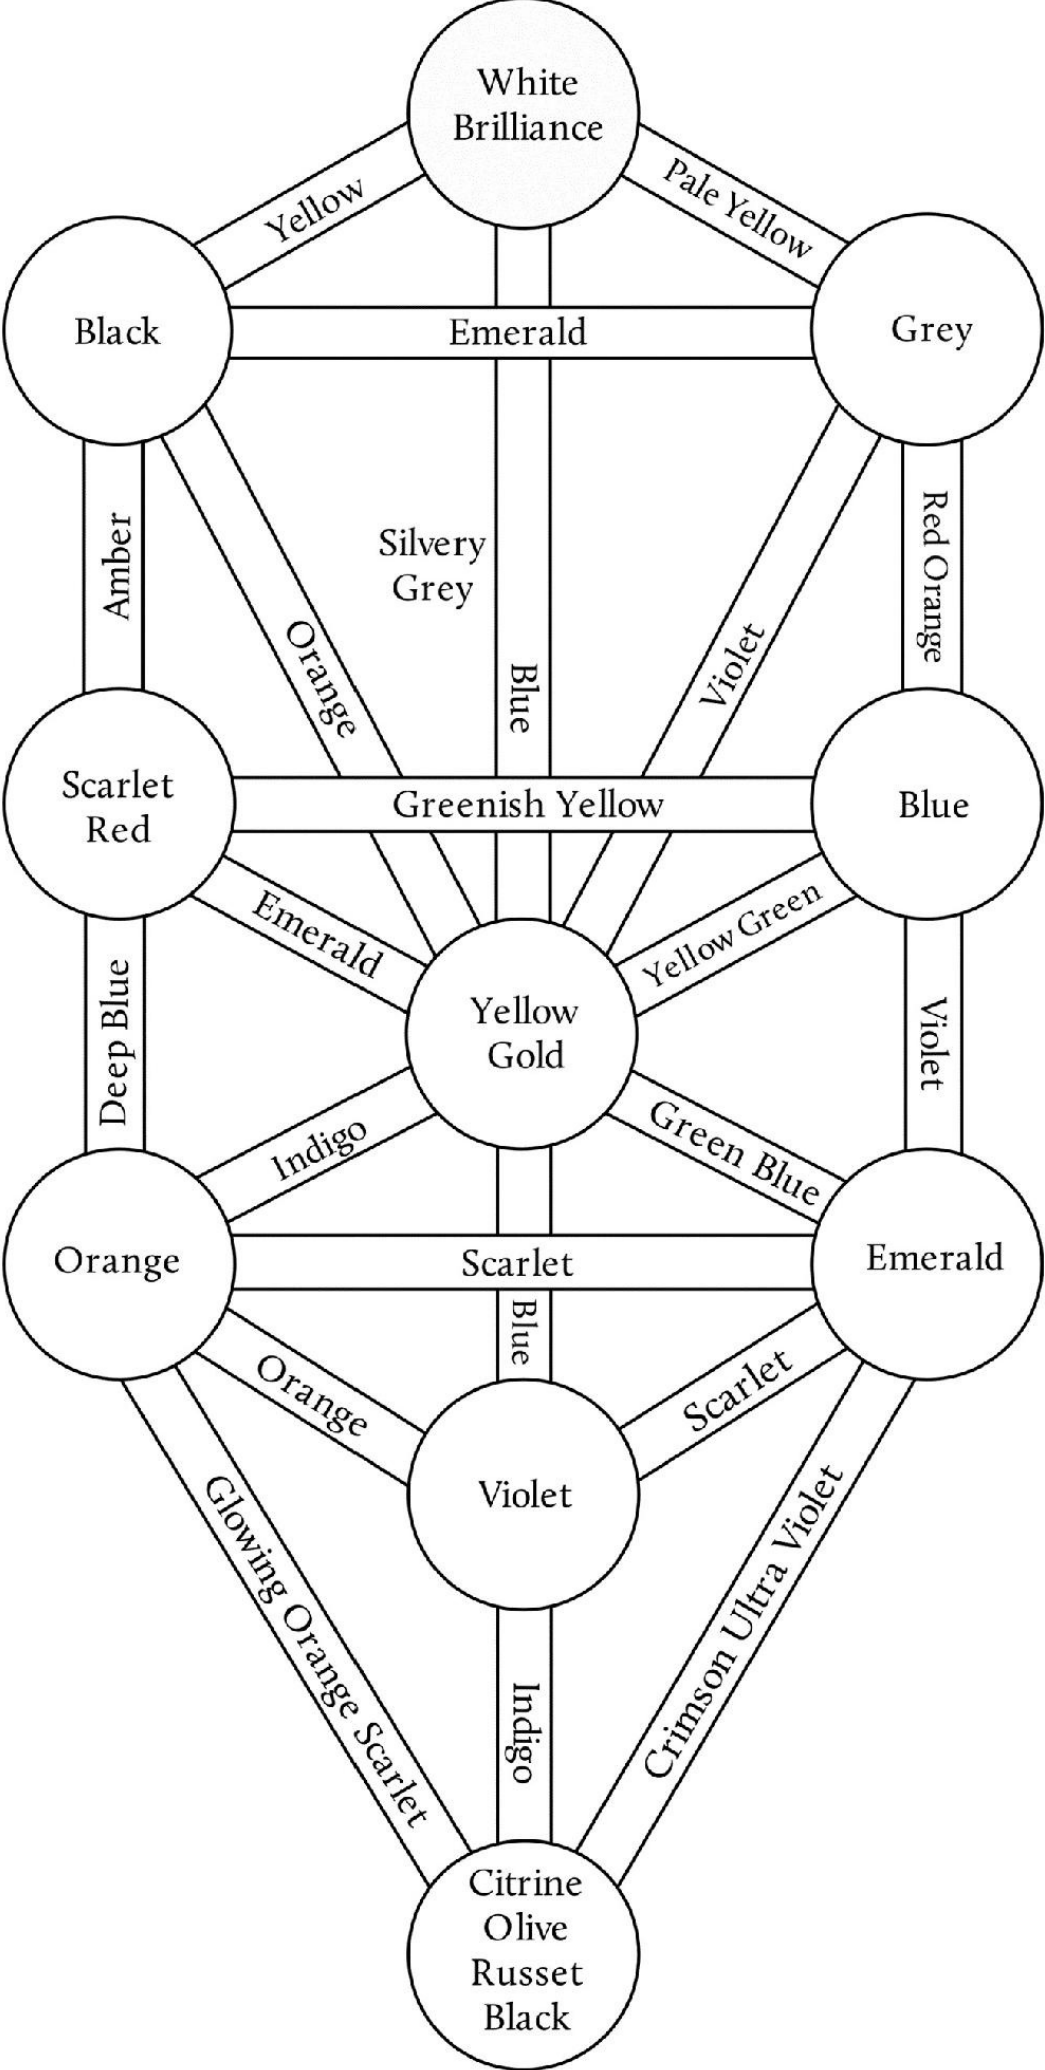 White
Brilliance
Yellow
Pale Yellow
Black
Emerald
Grey
Amber
Silvery
Grey
Red Orange
Orange
Blue
Violet
Scarlet
Red
Greenish Yellow
Blue
Emerald
Yellow Green
Deep Blue
Yellow
Gold
Violet
Indigo
Green Blue
Orange
Scarlet
Emerald
Blue
Orange
Scarlet
Violet
Glowing Orange Scarlet
Crimson Ultra Violet
Indigo
Citrine
Olive
Russet
Black